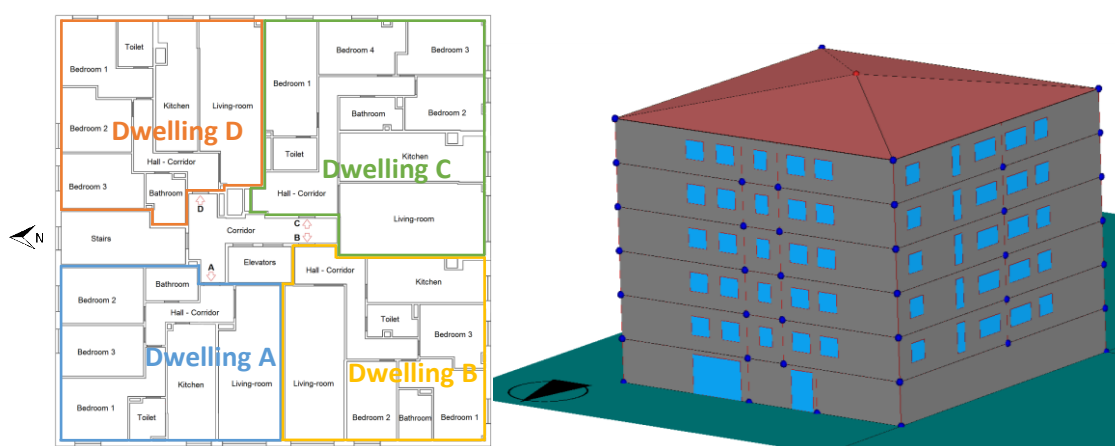 Bedroom 1
Toilet
Kitchen
Living-room
Bedroom 2
Dwelling D
Hall - Corridor
Bedroom 3
Bathroom
D
Bedroom 4
Bedroom 3
Bedroom 1
Bathroom
Bedroom 2
Kitchen
Toilet
Dwelling C
Hall - Corridor
Living-room
N
Stairs
Corridor
C
B
A
Elevators
Bedroom 2
Bathroom
Hall - Corridor
Bedroom 3
Dwelling A
Kitchen
Living-room
Bedroom 1
Toilet
Hall - Corridor
Kitchen
Toilet
Bedroom 3
Dwelling B
Living-room
Bedroom 2
Bathroom
Bedroom 1